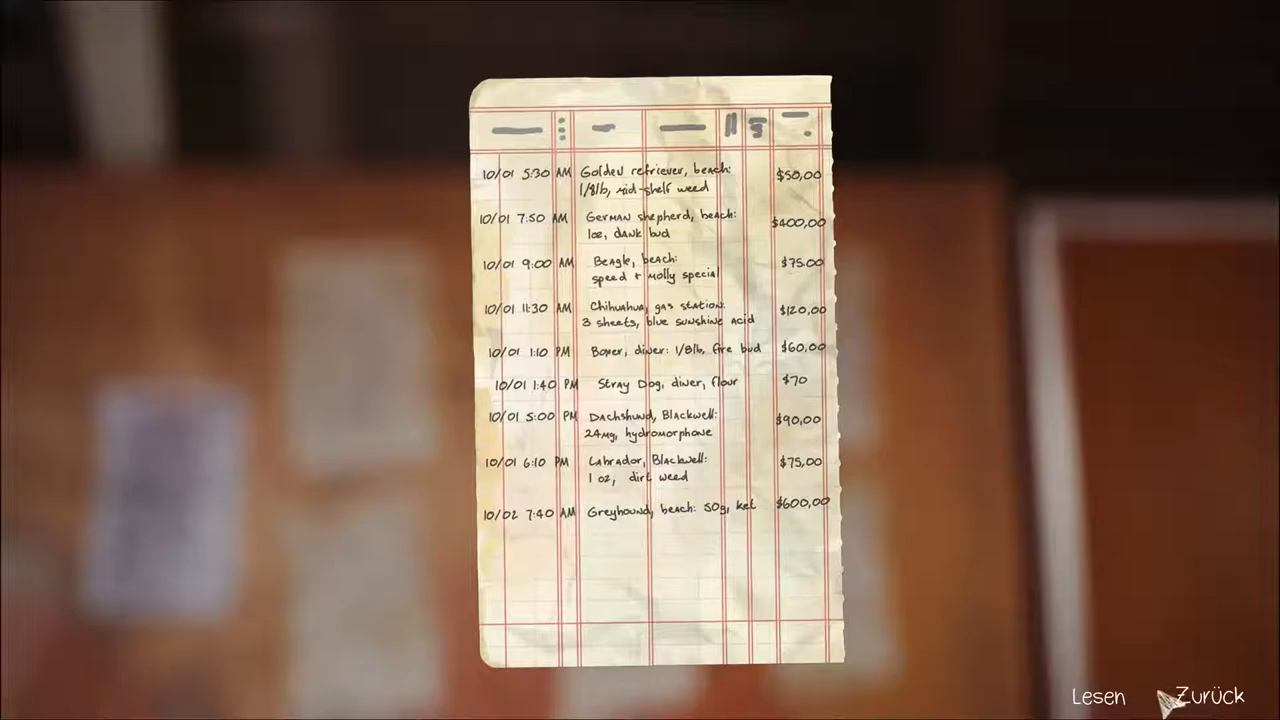 10/01 5:30 AM Golden retriever, beach: $50,00
1/8lb, mid-shelf weed
10/01 7:50 AM German shepherd, beach: $400,00
1oz, dank bud
10/01 9:00 AM Beagle, beach: $75,00
speed + Molly special
10/01 11:30 AM Chihuahua, gas station: $120,00
3 sheets, blue sunshine acid
10/01 1:10 PM Boxer, diner: 1/8lb, fire bud $60,00
10/01 1:40 PM Stray Dog, diner, flour $70
10/01 5:00 PM Dachshund, Blackwell: $90,00
24mg, hydromorphone
10/01 6:10 PM Labrador, Blackwell: $75,00
1 oz, dirt weed
10/02 7:40 AM Greyhound, beach: 50g, ket $600,00
Lesen Zurück